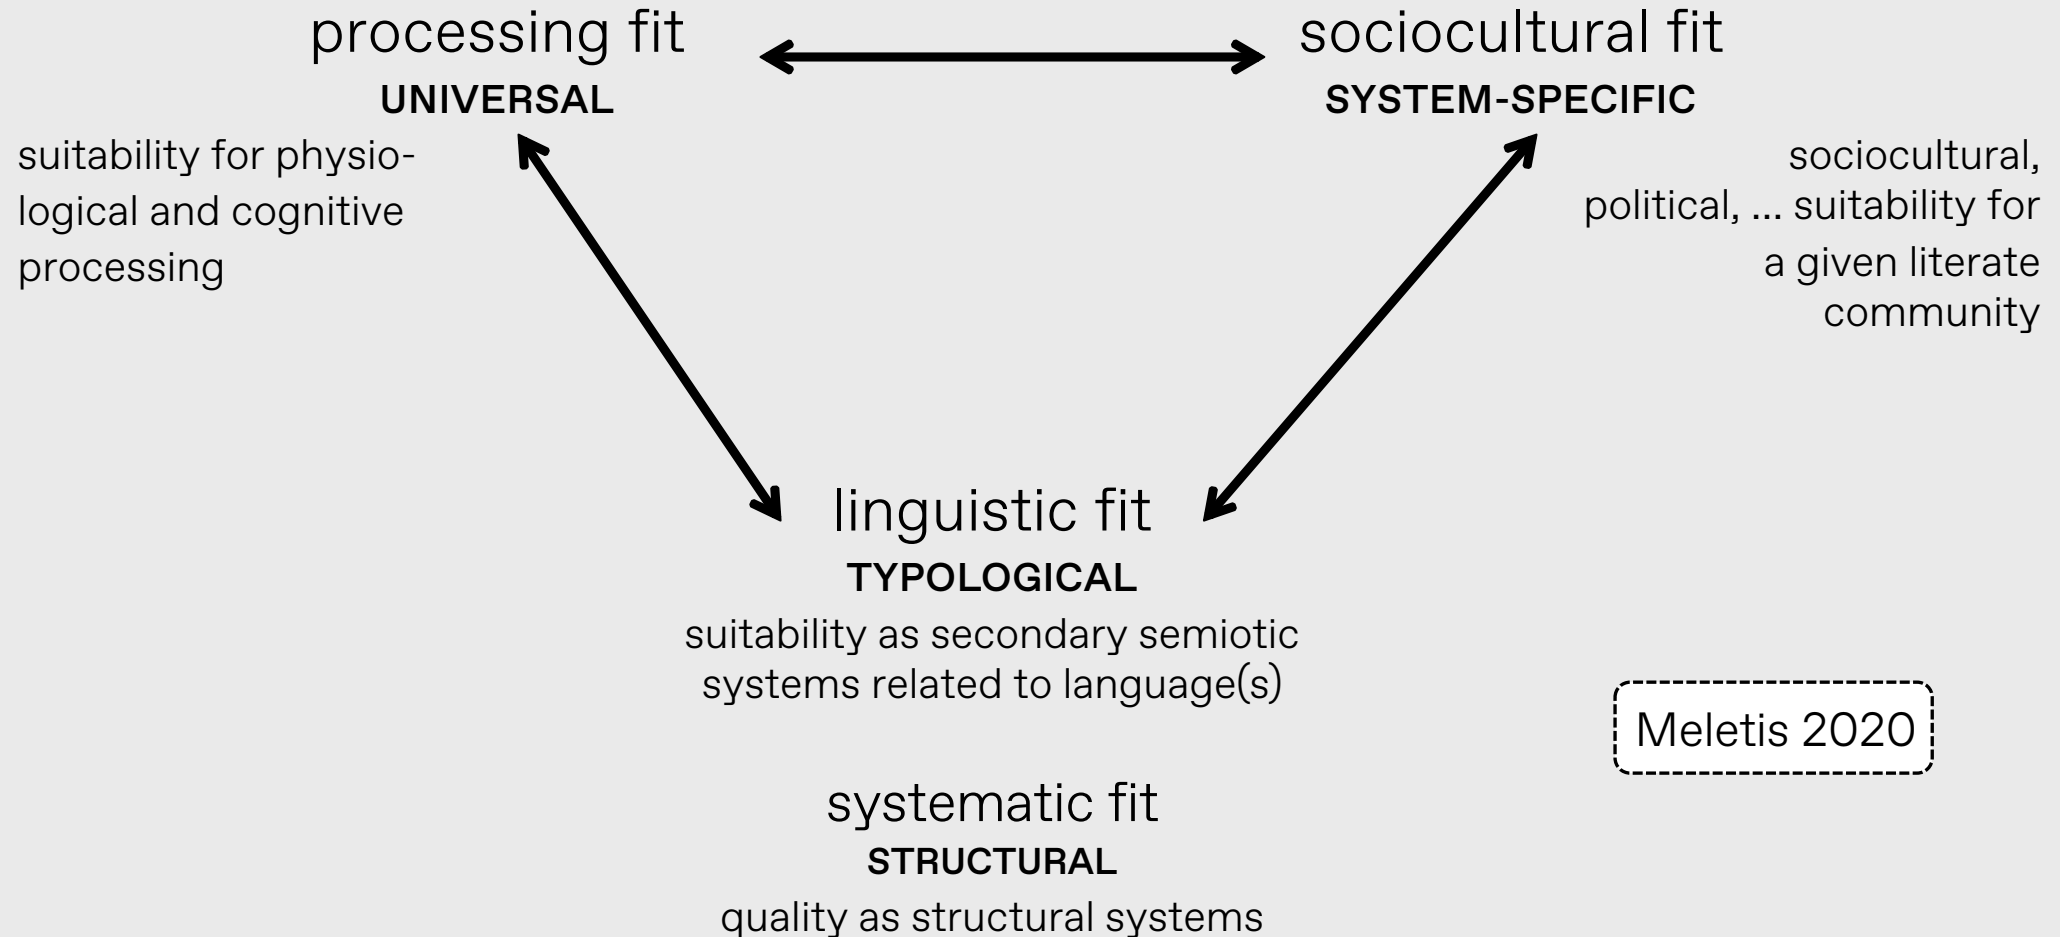 processing fit
UNIVERSAL
suitability for physio-
logical and cognitive
processing
sociocultural fit
SYSTEM-SPECIFIC
sociocultural,
political, ... suitability for
a given literate
community
linguistic fit
TYPOLOGICAL
suitability as secondary semiotic
systems related to language(s)
Meletis 2020
systematic fit
STRUCTURAL
quality as structural systems